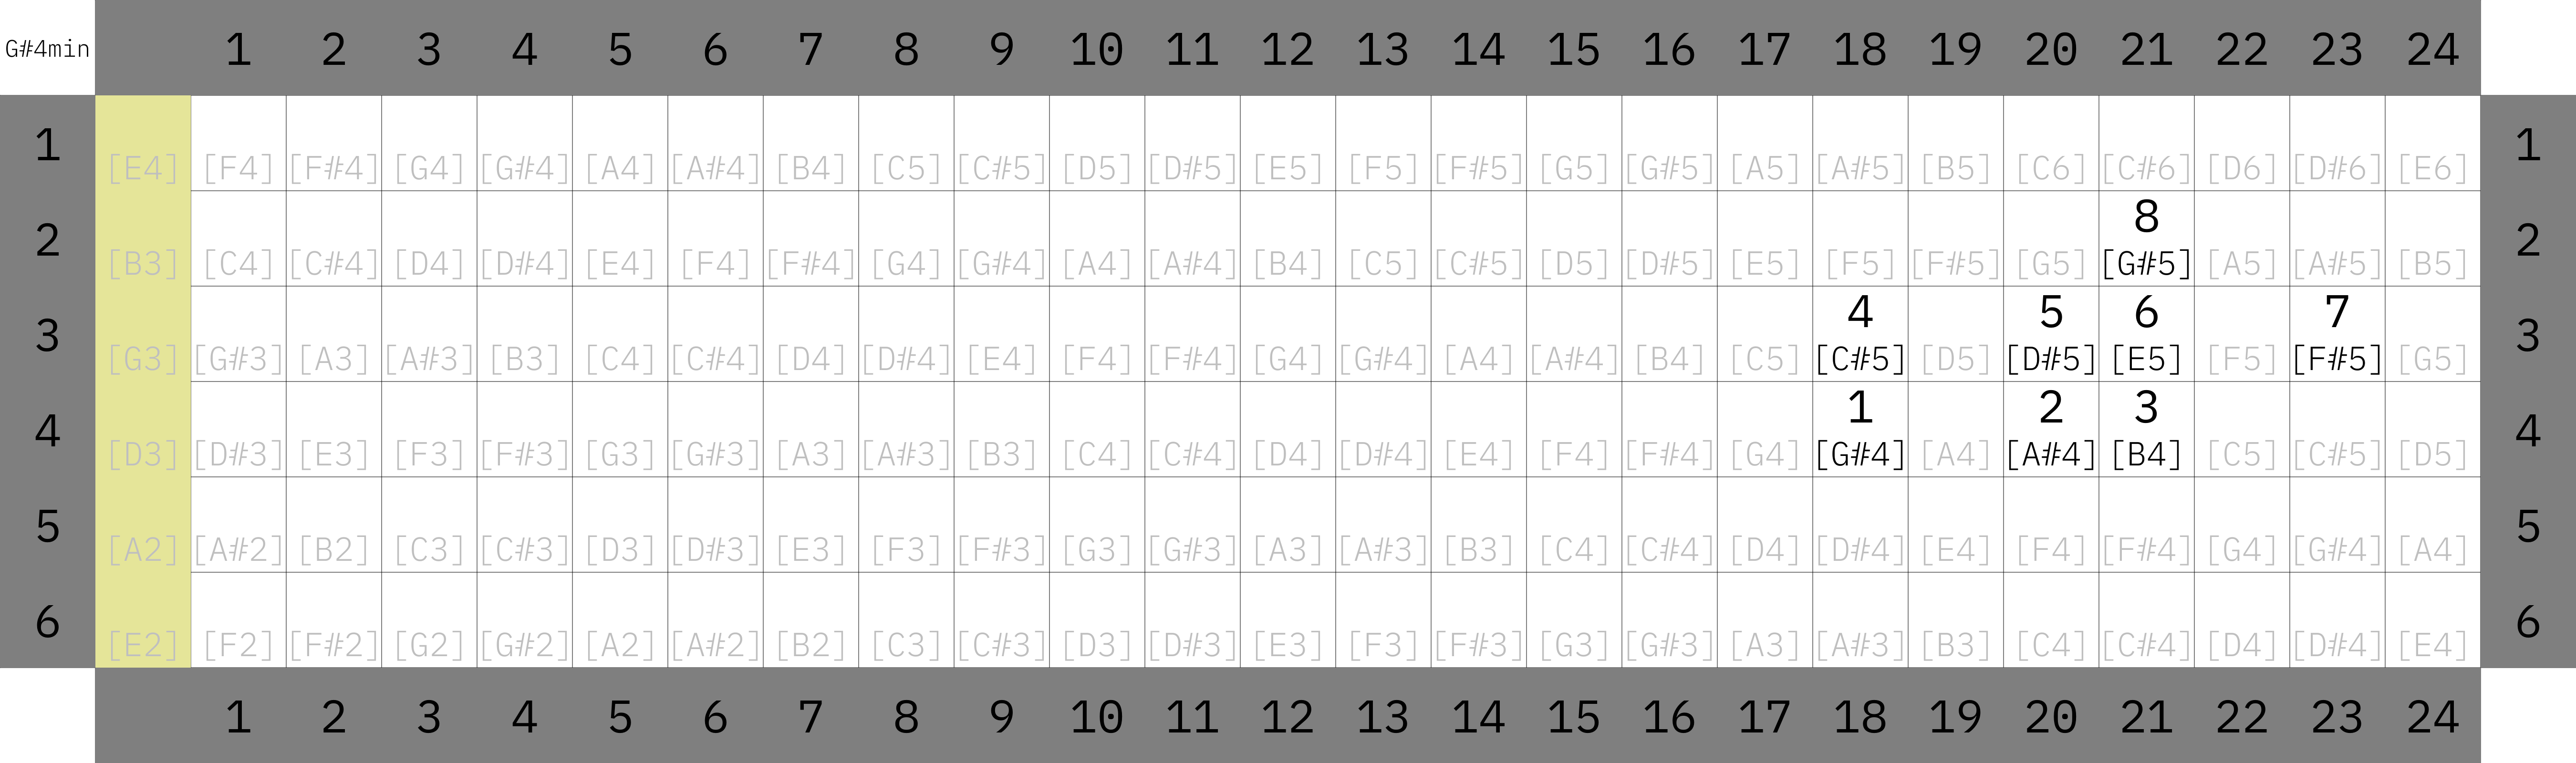 G#4min 1 2 3 4 5 6 7 8 9 10 11 12 13 14 15 16 17 18 19 20 21 22 23 24
1 [E4] [F4] [F#4] [G4] [G#4] [A4] [A#4] [B4] [C5] [C#5] [D5] [D#5] [E5] [F5] [F#5] [G5] [G#5] [A5] [A#5] [B5] [C6] [C#6] [D6] [D#6] [E6] 1
8
2 [B3] [C4] [C#4] [D4] [D#4] [E4] [F4] [F#4] [G4] [G#4] [A4] [A#4] [B4] [C5] [C#5] [D5] [D#5] [E5] [F5] [F#5] [G5] [G#5] [A5] [A#5] [B5] 2
4 5 6 7
3 [G3] [G#3] [A3] [A#3] [B3] [C4] [C#4] [D4] [D#4] [E4] [F4] [F#4] [G4] [G#4] [A4] [A#4] [B4] [C5] [C#5] [D5] [D#5] [E5] [F5] [F#5] [G5] 3
1 2 3
4 [D3] [D#3] [E3] [F3] [F#3] [G3] [G#3] [A3] [A#3] [B3] [C4] [C#4] [D4] [D#4] [E4] [F4] [F#4] [G4] [G#4] [A4] [A#4] [B4] [C5] [C#5] [D5] 4
5 [A2] [A#2] [B2] [C3] [C#3] [D3] [D#3] [E3] [F3] [F#3] [G3] [G#3] [A3] [A#3] [B3] [C4] [C#4] [D4] [D#4] [E4] [F4] [F#4] [G4] [G#4] [A4] 5
6 [E2] [F2] [F#2] [G2] [G#2] [A2] [A#2] [B2] [C3] [C#3] [D3] [D#3] [E3] [F3] [F#3] [G3] [G#3] [A3] [A#3] [B3] [C4] [C#4] [D4] [D#4] [E4] 6
1 2 3 4 5 6 7 8 9 10 11 12 13 14 15 16 17 18 19 20 21 22 23 24